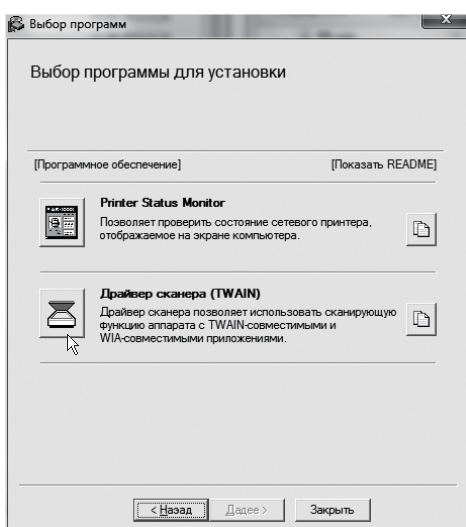 Выбор программ
Выбор программы для установки
[Программное обеспечение] [Показать README]
Printer Status Monitor
Позволяет проверить состояние сетевого принтера,
отображаемое на экране компьютера.
Драйвер сканера (TWAIN)
Драйвер сканера позволяет использовать сканирующую
функцию аппарата с TWAIN-совместимыми и
WIA-совместимыми приложениями.
< Назад Далее > Закрыть